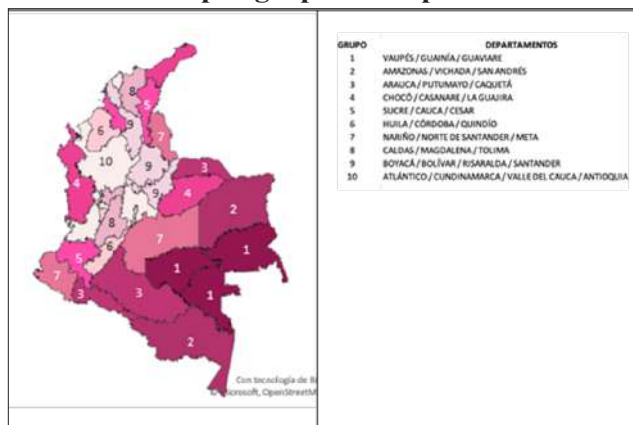 8
5
6
9
7
10
9
3
4
4
9
2
8
7
1
5
6
7
1
3
3
1
2
Con tecnología de
Microsoft, OpenStreetM
GRUPO DEPARTAMENTOS
1 VAUPÉS / GUAINÍA / GUAVIARE
2 AMAZONAS / VICHADA / SAN ANDRÉS
3 ARAUCA / PUTUMAYO / CAQUETÁ
4 CHOCÓ / CASANARE / LA GUAJIRA
5 SUCRE / CAUCA / CESAR
6 HUILA / CÓRDOBA / QUINDÍO
7 NARIÑO / NORTE DE SANTANDER / META
8 CALDAS / MAGDALENA / TOLIMA
9 BOYACÁ / BOLÍVAR / RISARALDA / SANTANDER
10 ATLÁNTICO / CUNDINAMARCA / VALLE DEL CAUCA / ANTIOQUIA